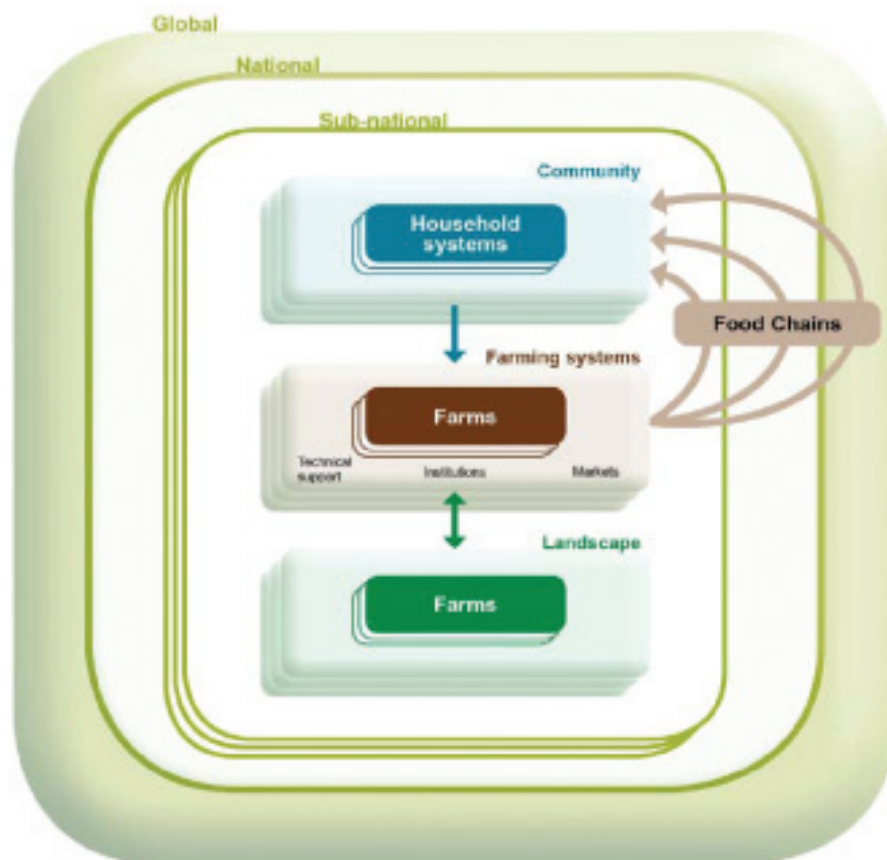 Global
National
Sub-national
Community
Household
systems
Food Chains
Farming systems
Farms
Technical
support
Institutions
Markets
Landscape
Farms